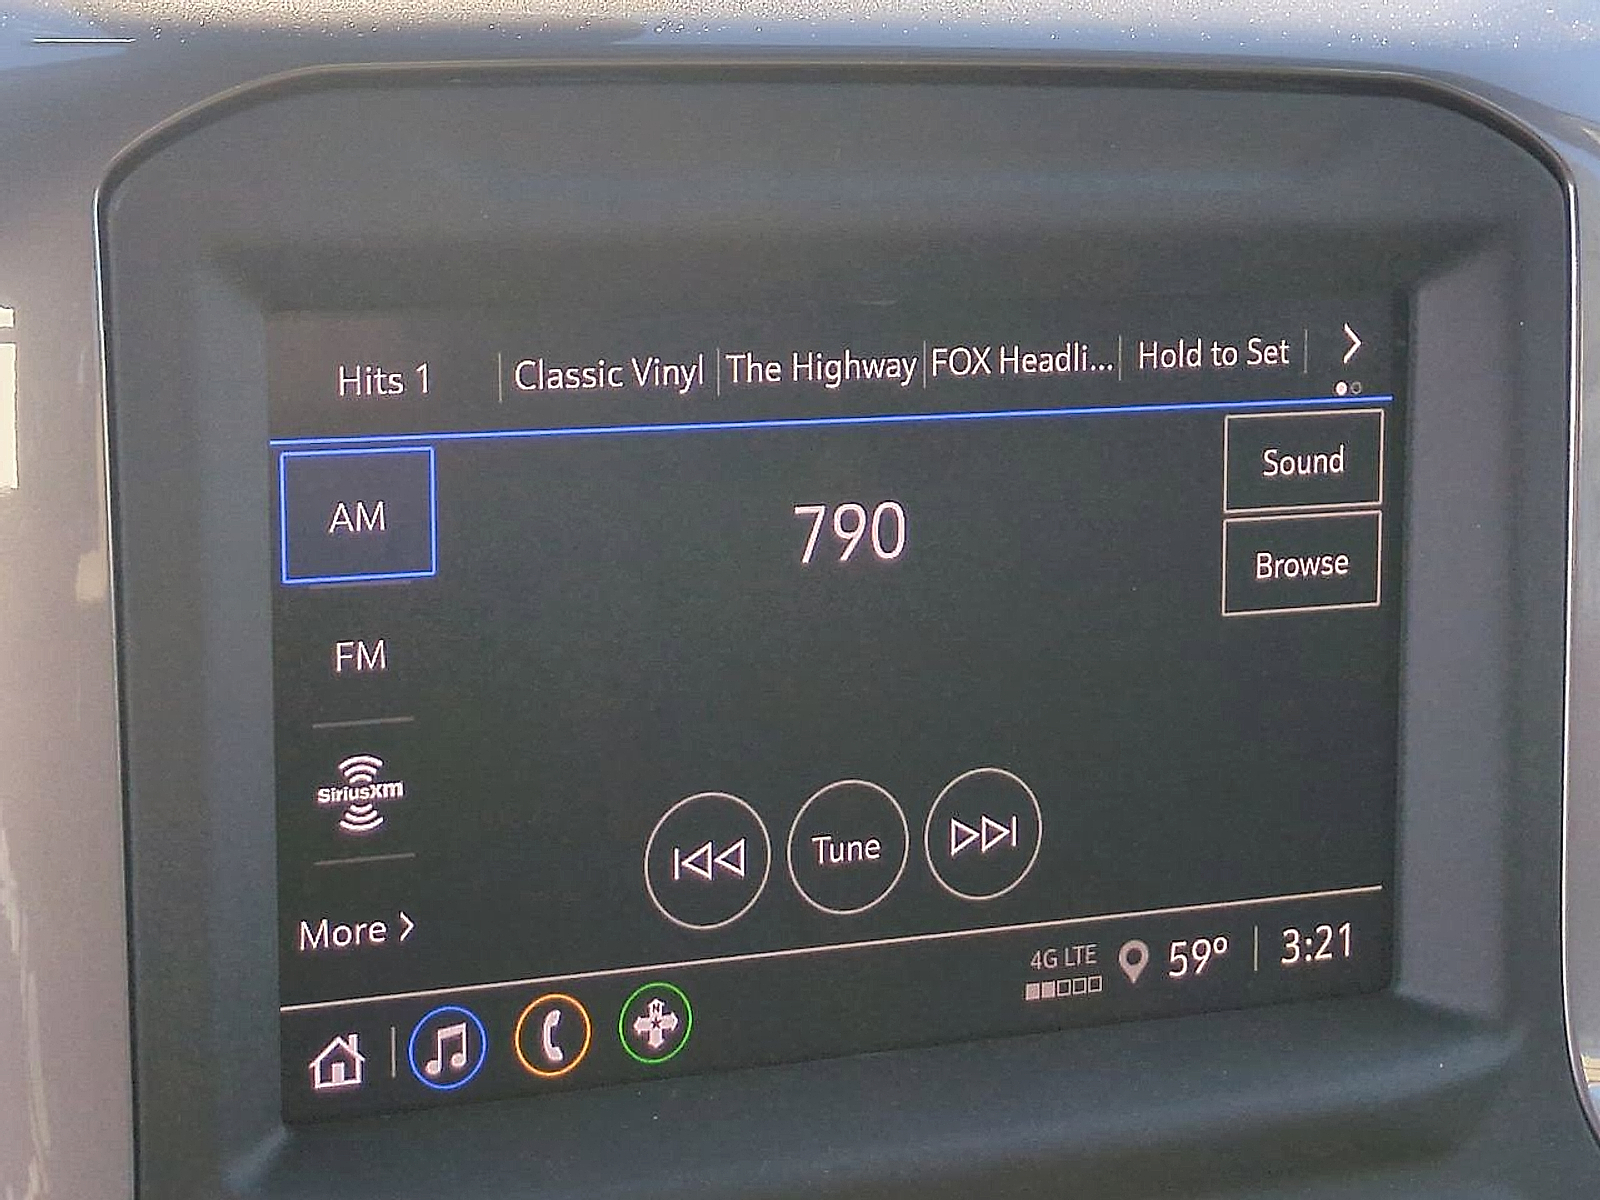 Hits 1
Classic Vinyl
The Highway
FOX Headli...
Hold to Set
AM
790
Sound
Browse
FM
SiriusXm
Tune
More
4G LTE
59°
3:21
N